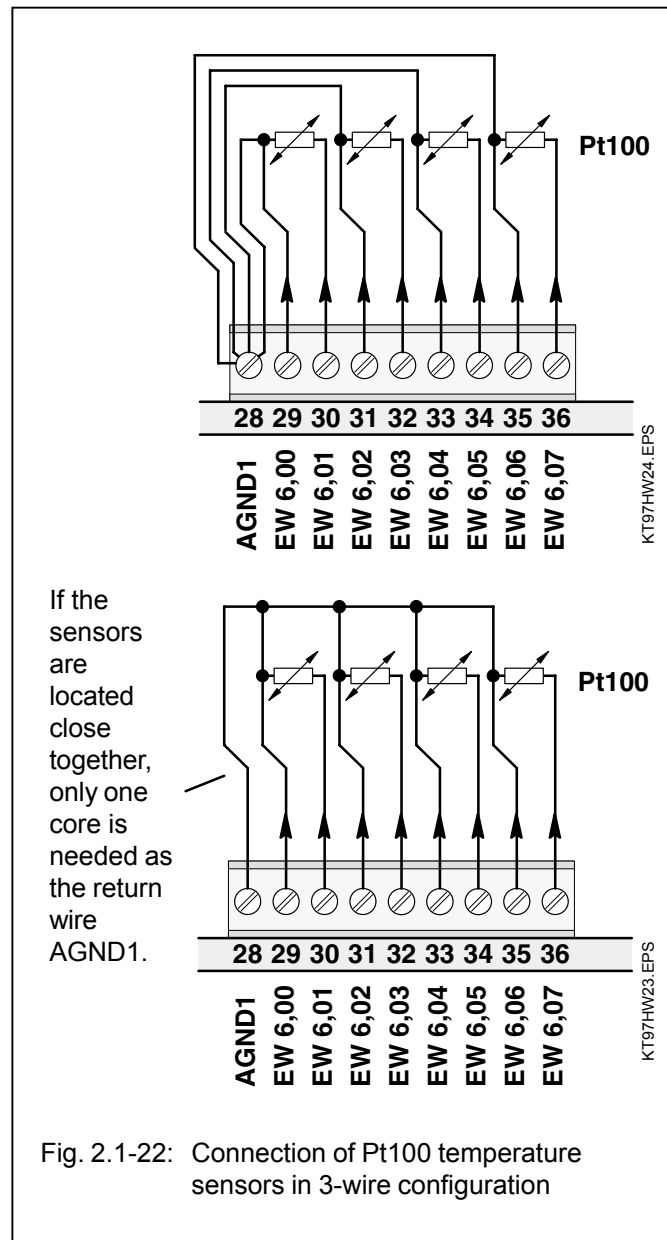 Pt100
28 29 30 31 32 33 34 35 36
AGND1
EW 6,00
EW 6,01
EW 6,02
EW 6,03
EW 6,04
EW 6,05
EW 6,06
EW 6,07
KT97HW24.EPS
If the
sensors
are
located
close
together,
only one
core is
needed as
the return
wire
AGND1.
Pt100
28 29 30 31 32 33 34 35 36
AGND1
EW 6,00
EW 6,01
EW 6,02
EW 6,03
EW 6,04
EW 6,05
EW 6,06
EW 6,07
KT97HW23.EPS
Fig. 2.1-22: Connection of Pt100 temperature
sensors in 3-wire configuration